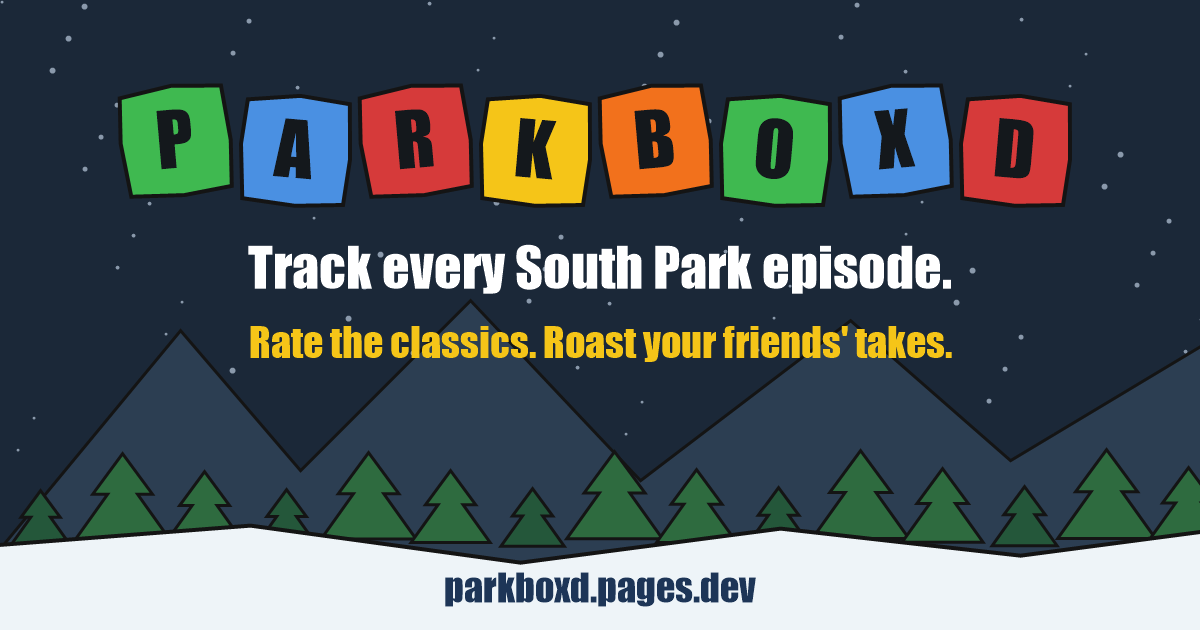 PARKBOXD
Track every South Park episode.
Rate the classics. Roast your friends' takes.
parkboxd.pages.dev